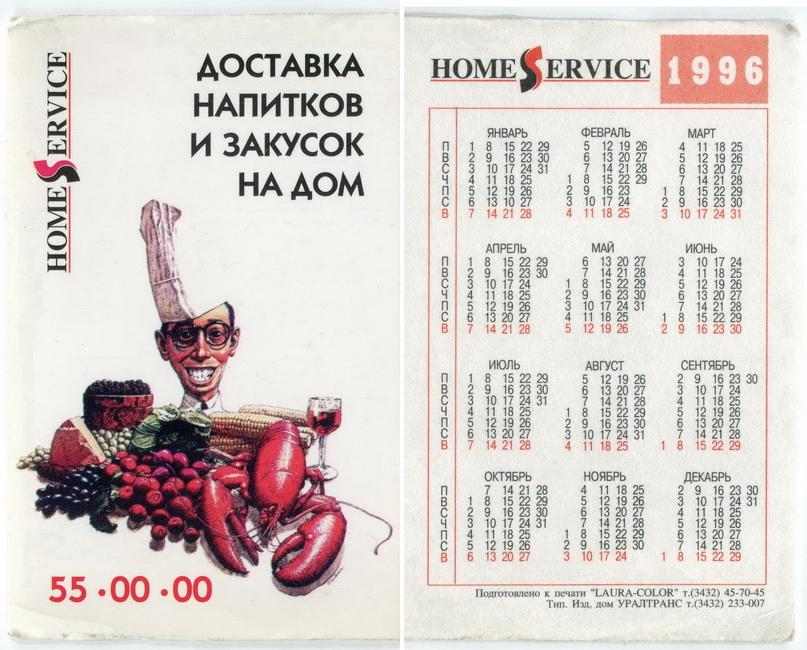 HOME SERVICE
ДОСТАВКА
НАПИТКОВ
И ЗАКУСОК
НА ДОМ
55·00·00
HOME SERVICE 1996
ЯНВАРЬ ФЕВРАЛЬ МАРТ
П 1 8 15 22 29 5 12 19 26 4 11 18 25
В 2 9 16 23 30 6 13 20 27 5 12 19 26
С 3 10 17 24 31 7 14 21 28 6 13 20 27
Ч 4 11 18 25 1 8 15 22 29 7 14 21 28
П 5 12 19 26 2 9 16 23 1 8 15 22 29
С 6 13 10 27 3 10 17 24 2 9 16 23 30
В 7 14 21 28 4 11 18 25 3 10 17 24 31
АПРЕЛЬ МАЙ ИЮНЬ
П 1 8 15 22 29 6 13 20 27 3 10 17 24
В 2 9 16 23 30 7 14 21 28 4 11 18 25
С 3 10 17 24 1 8 15 22 29 5 12 19 26
Ч 4 11 18 25 2 9 16 23 30 6 13 20 27
П 5 12 19 26 3 10 17 24 31 7 14 21 28
С 6 13 20 27 4 11 18 25 1 8 15 22 29
В 7 14 21 28 5 12 19 26 2 9 16 23 30
ИЮЛЬ АВГУСТ СЕНТЯБРЬ
П 1 8 15 22 29 5 12 19 26 2 9 16 23 30
В 2 9 16 23 30 6 13 20 27 3 10 17 24
С 3 10 17 24 31 7 14 21 28 4 11 18 25
Ч 4 11 18 25 1 8 15 22 29 5 12 19 26
П 5 12 19 26 2 9 16 23 30 6 13 20 27
С 6 13 20 27 3 10 17 24 31 7 14 21 28
В 7 14 21 28 4 11 18 25 1 8 15 22 29
ОКТЯБРЬ НОЯБРЬ ДЕКАБРЬ
П 7 14 21 28 4 11 18 25 2 9 16 23 30
В 1 8 15 22 29 5 12 19 26 3 10 17 24 31
С 2 9 16 23 30 6 13 20 27 4 11 18 25
Ч 3 10 17 24 31 7 14 21 28 5 12 19 26
П 4 11 18 25 1 8 15 22 29 6 13 20 27
С 5 12 19 26 2 9 16 23 30 7 14 21 28
В 6 13 20 27 3 10 17 24 1 8 15 22 29
Подготовлено к печати "LAURA-COLOR" т.(3432) 45-70-45
Тип. Изд. дом УРАЛТРАНС т.(3432) 233-007